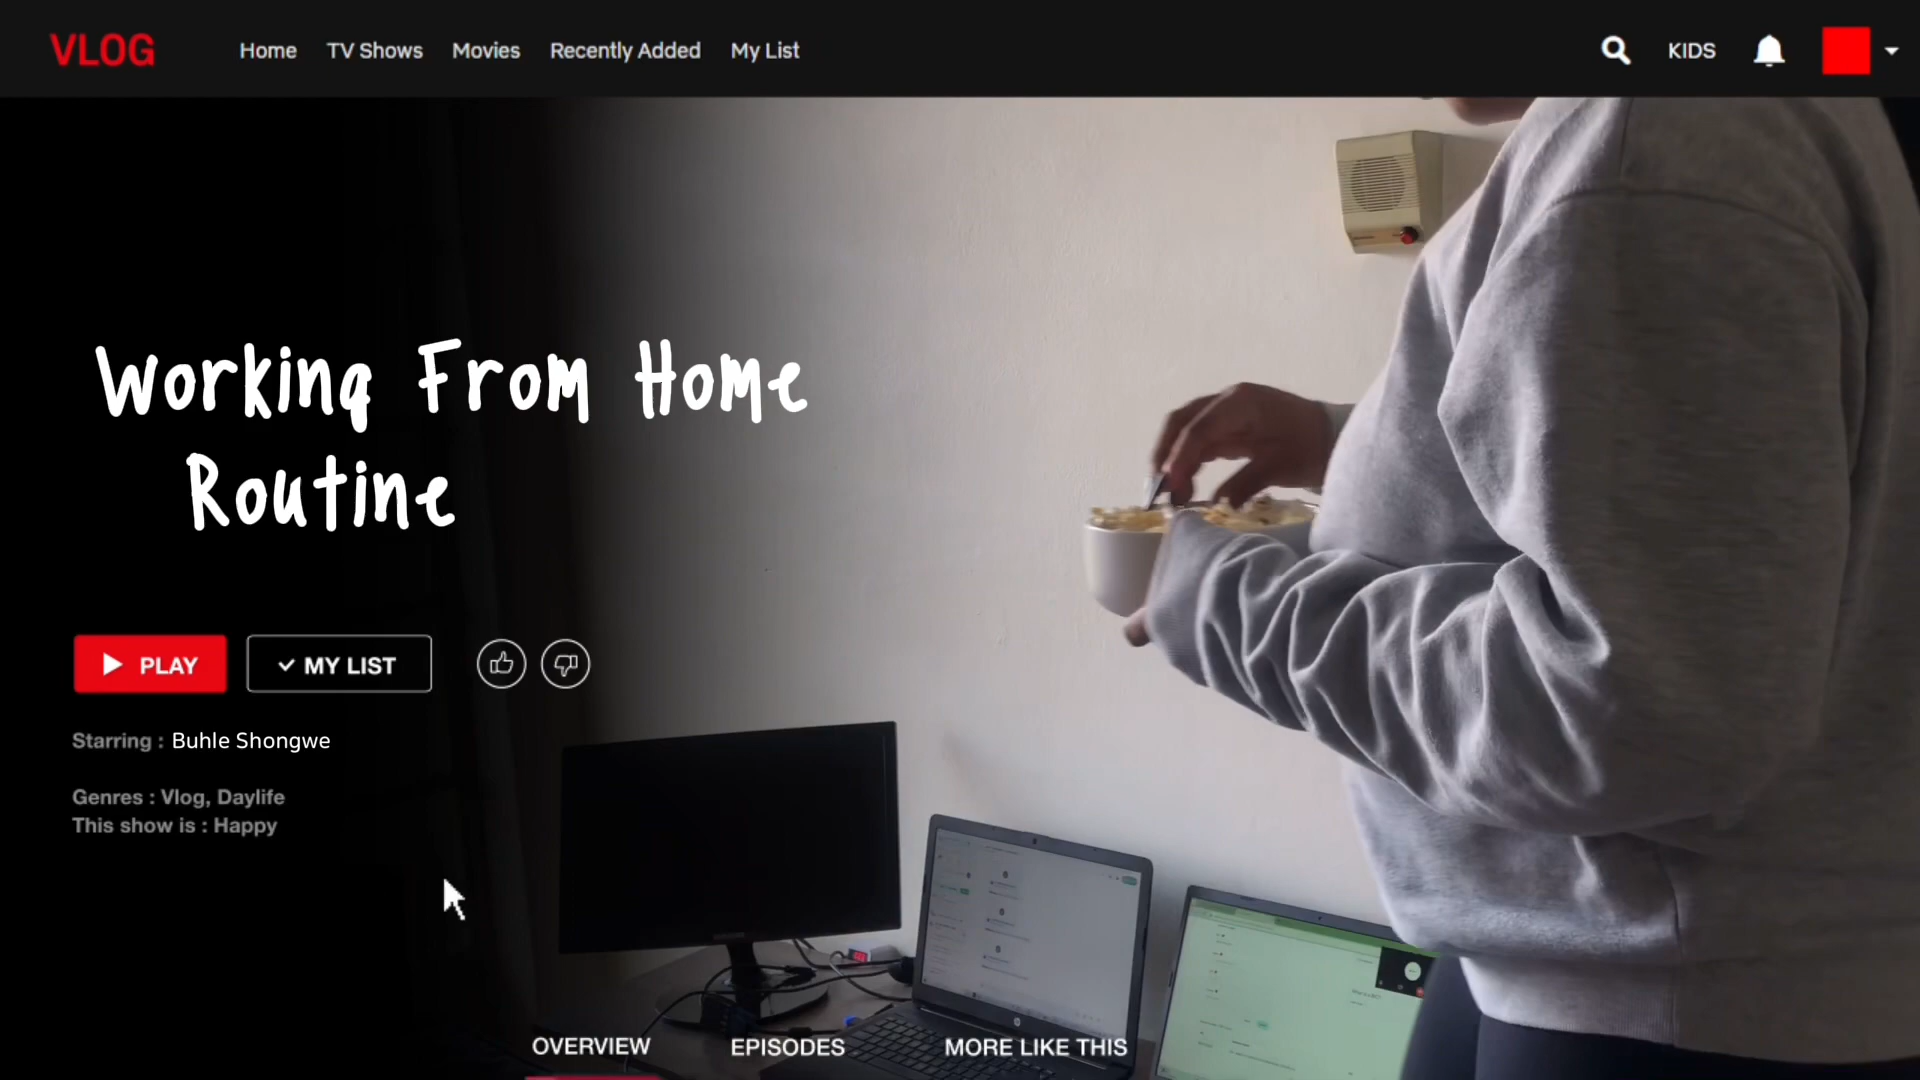 VLOG Home TV Shows Movies Recently Added My List KIDS
Working From Home
Routine
PLAY MY LIST
Starring : Buhle Shongwe
Genres : Vlog, Daylife
This show is : Happy
OVERVIEW EPISODES MORE LIKE THIS